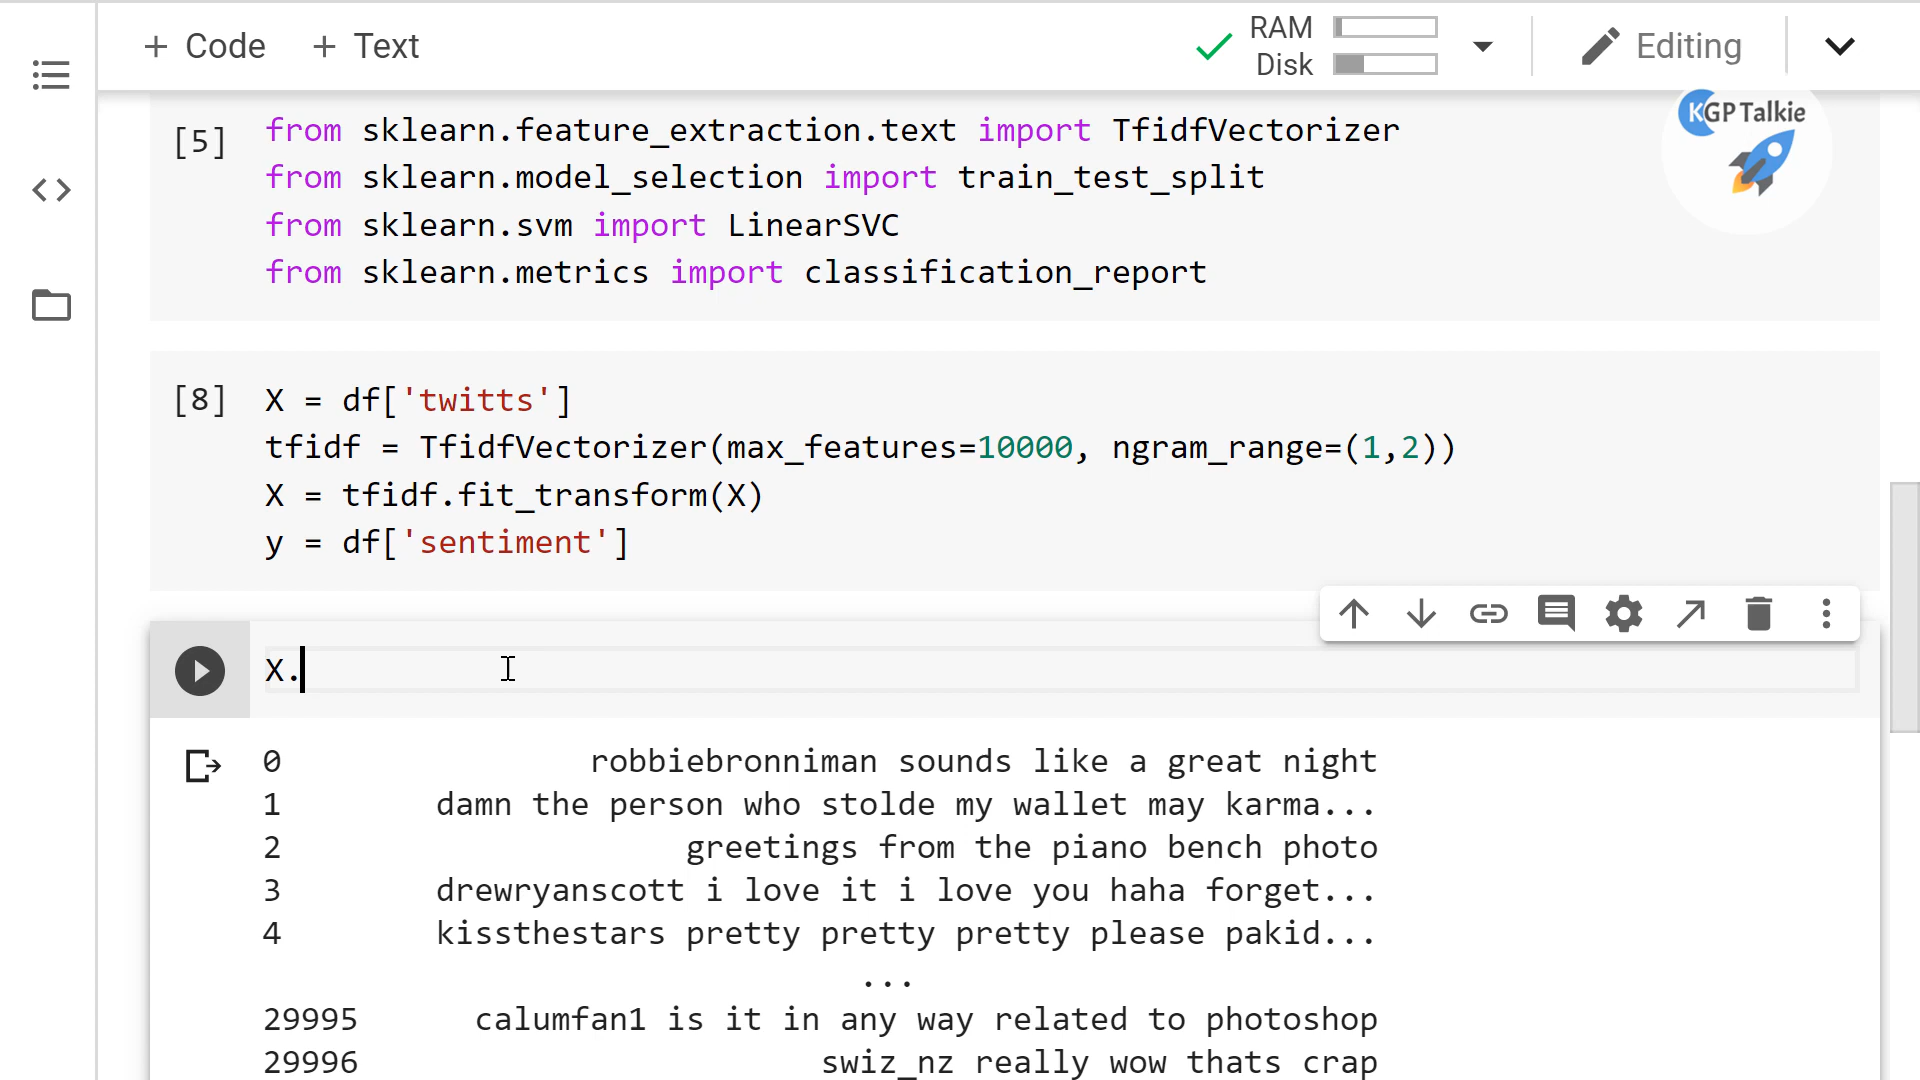 + Code + Text RAM Editing
Disk
KGP Talkie
[5] from sklearn.feature_extraction.text import TfidfVectorizer
from sklearn.model_selection import train_test_split
from sklearn.svm import LinearSVC
from sklearn.metrics import classification_report
[8] X = df['twitts']
tfidf = TfidfVectorizer(max_features=10000, ngram_range=(1,2))
X = tfidf.fit_transform(X)
y = df['sentiment']
X.
0 robbiebronniman sounds like a great night
1 damn the person who stolde my wallet may karma...
2 greetings from the piano bench photo
3 drewryanscott i love it i love you haha forget...
4 kissthestars pretty pretty pretty please pakid...
...
29995 calumfan1 is it in any way related to photoshop
29996 swiz_nz really wow thats crap